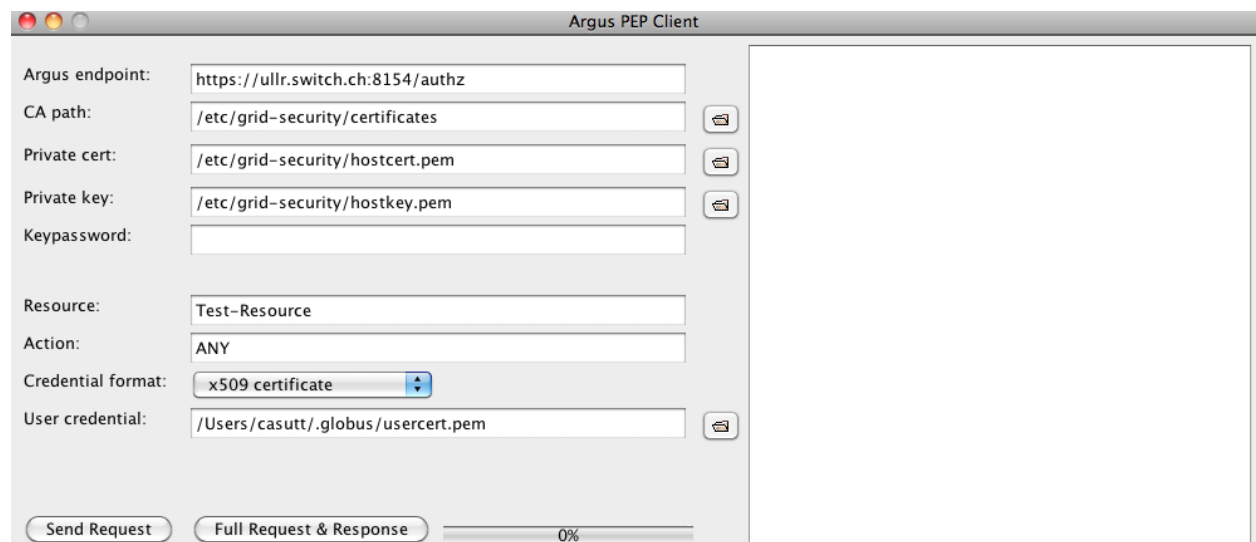 Argus PEP Client
Argus endpoint: https://ullr.switch.ch:8154/authz
CA path: /etc/grid-security/certificates
Private cert: /etc/grid-security/hostcert.pem
Private key: /etc/grid-security/hostkey.pem
Keypassword:
Resource: Test-Resource
Action: ANY
Credential format: x509 certificate
User credential: /Users/casutt/.globus/usercert.pem
Send Request Full Request & Response 0%